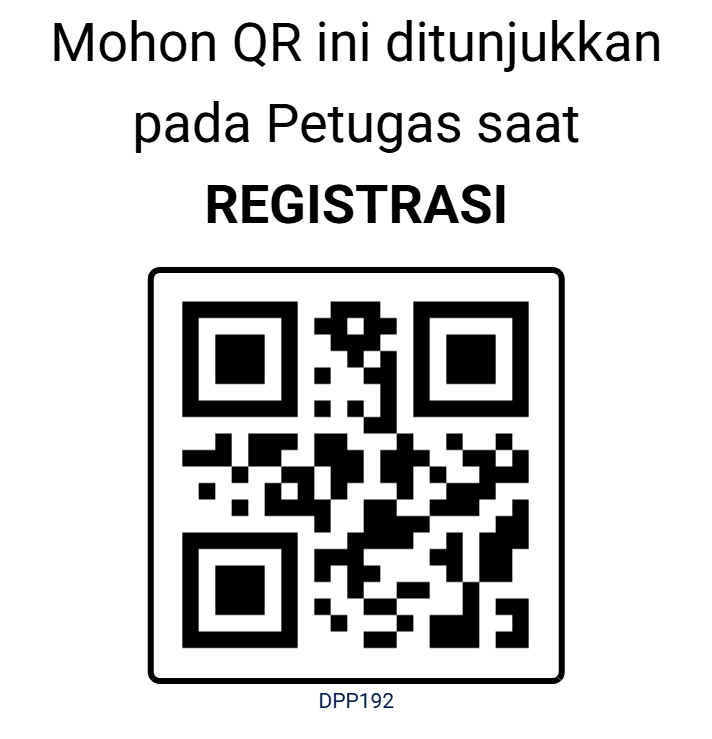 Mohon QR ini ditunjukkan
pada Petugas saat
REGISTRASI
DPP192